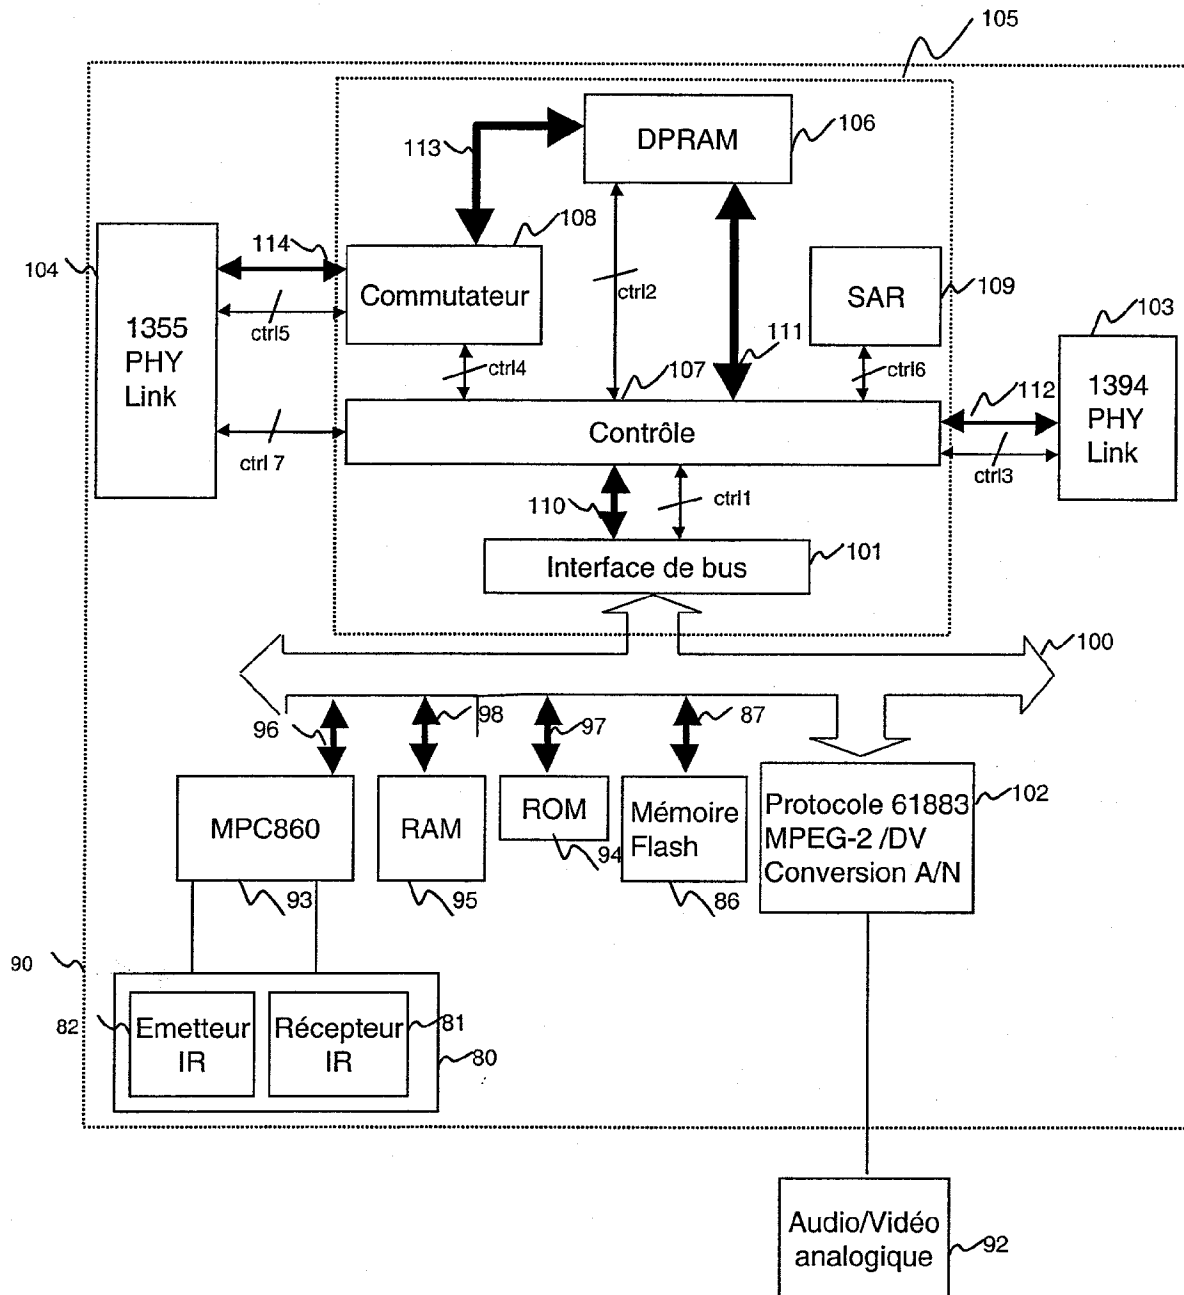 105
DPRAM
106
113
108
114
104
Commutateur
ctrl2
SAR
109
103
1355
PHY
Link
ctrl5
ctrl4
107
111
ctrl6
112
1394
PHY
Link
Contrôle
ctrl 7
ctrl3
110
ctrl1
Interface de bus
101
100
96
98
97
87
MPC860
RAM
ROM
94
Mémoire
Flash
Protocole 61883
MPEG-2 /DV
Conversion A/N
102
93
95
86
90
82
Emetteur
IR
Récepteur
IR
81
80
Audio/Vidéo
analogique
92